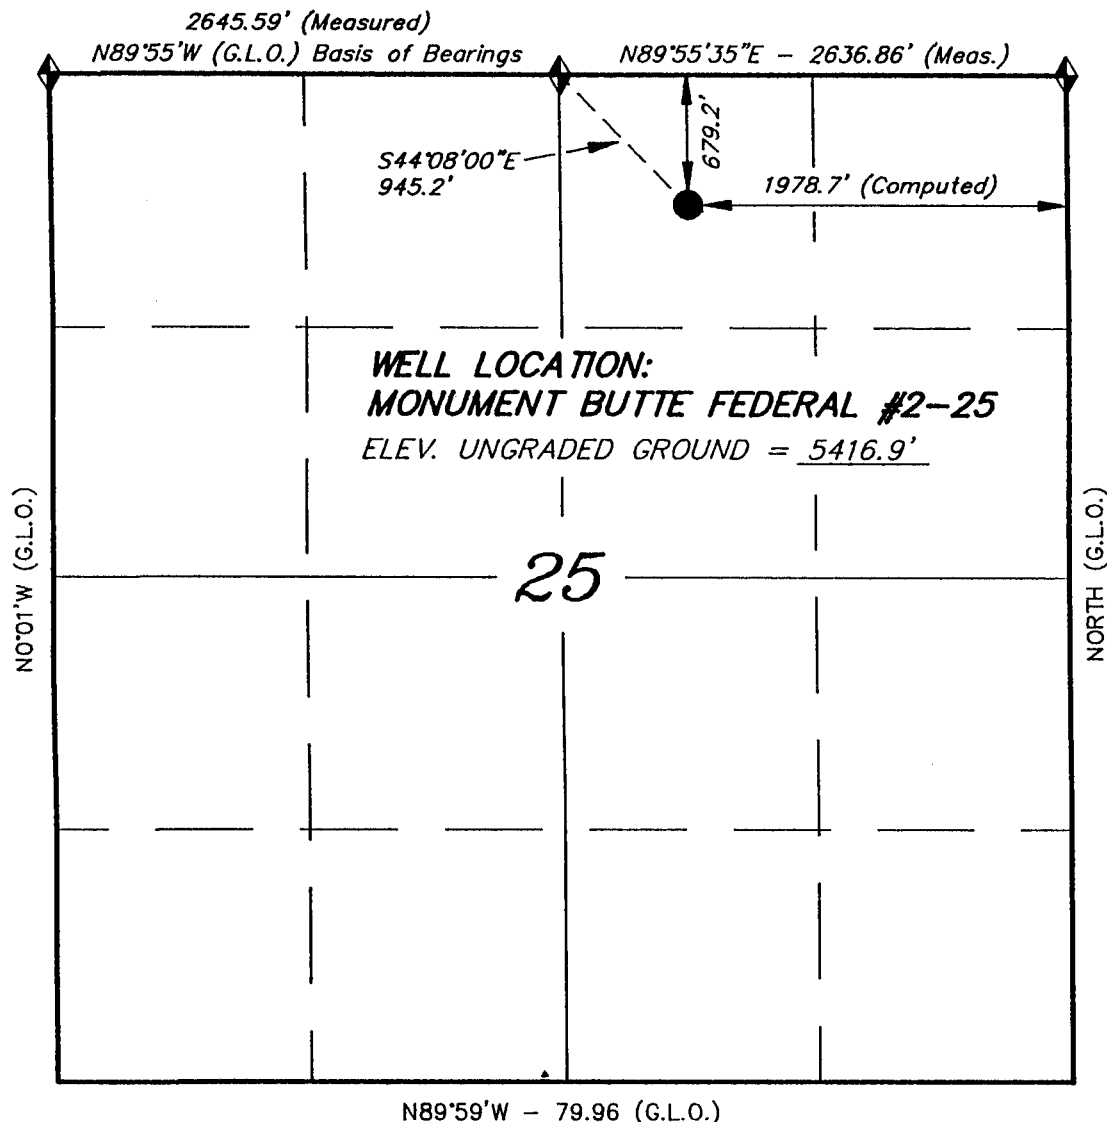 2645.59' (Measured)
N89°55'W (G.L.O.) Basis of Bearings
N89°55'35"E - 2636.86' (Meas.)
679.2'
S44°08'00"E
945.2'
1978.7' (Computed)
WELL LOCATION:
MONUMENT BUTTE FEDERAL #2-25
ELEV. UNGRADED GROUND = 5416.9'
N0°01'W (G.L.O.)
25
NORTH (G.L.O.)
N89°59'W - 79.96 (G.L.O.)